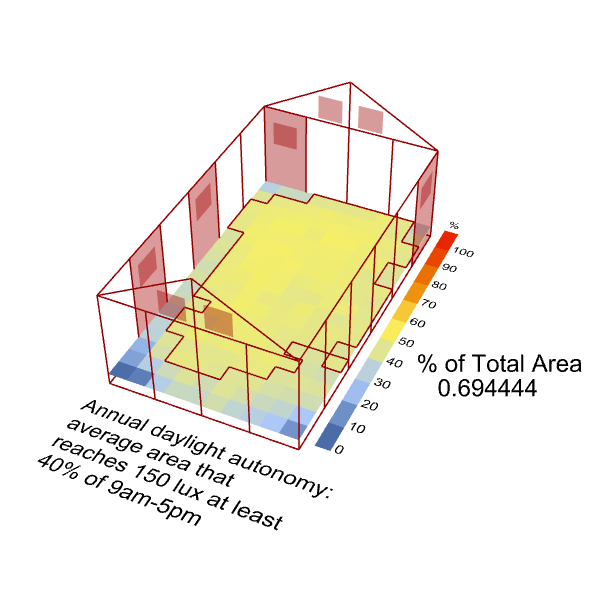 %
100
90
80
70
60
50
40
30
20
10
0
% of Total Area
0.694444
Annual daylight autonomy:
average area that
reaches 150 lux at least
40% of 9am-5pm